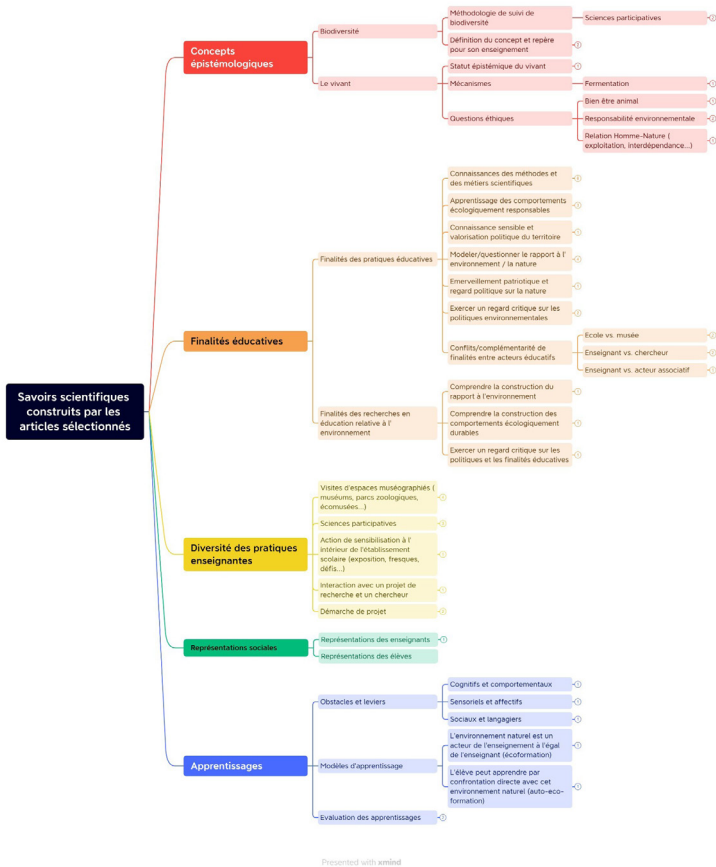 Savoirs scientifiques
construits par les
articles sélectionnés
Concepts
épistémologiques
Biodiversité
Méthodologie de suivi de
biodiversité
Sciences participatives
Définition du concept et repère
pour son enseignement
Le vivant
Statut épistémique du vivant
Mécanismes
Fermentation
Questions éthiques
Bien être animal
Responsabilité environnementale
Relation Homme-Nature (
exploitation, interdépendance...)
Finalités éducatives
Finalités des pratiques éducatives
Connaissances des méthodes et
des métiers scientifiques
Apprentissage des comportements
écologiquement responsables
Connaissance sensible et
valorisation politique du territoire
Modeler/questionner le rapport à l'
environnement / la nature
Emerveillement patriotique et
regard politique sur la nature
Exercer un regard critique sur les
politiques environnementales
Conflits/complémentarité de
finalités entre acteurs éducatifs
Ecole vs. musée
Enseignant vs. chercheur
Enseignant vs. acteur associatif
Finalités des recherches en
éducation relative à l'
environnement
Comprendre la construction du
rapport à l'environnement
Comprendre la construction des
comportements écologiquement
durables
Exercer un regard critique sur les
politiques et les finalités éducatives
Diversité des pratiques
enseignantes
Visites d'espaces muséographiés (
muséums, parcs zoologiques,
écomusées...)
Sciences participatives
Action de sensibilisation à l'
intérieur de l'établissement
scolaire (exposition, fresques,
défis...)
Interaction avec un projet de
recherche et un chercheur
Démarche de projet
Représentations sociales
Représentations des enseignants
Représentations des élèves
Apprentissages
Obstacles et leviers
Cognitifs et comportementaux
Sensoriels et affectifs
Sociaux et langagiers
Modèles d'apprentissage
L'environnement naturel est un
acteur de l'enseignement à l'égal
de l'enseignant (écoformation)
L'élève peut apprendre par
confrontation directe avec cet
environnement naturel (auto-eco-
formation)
Evaluation des apprentissages
Presented with xmind